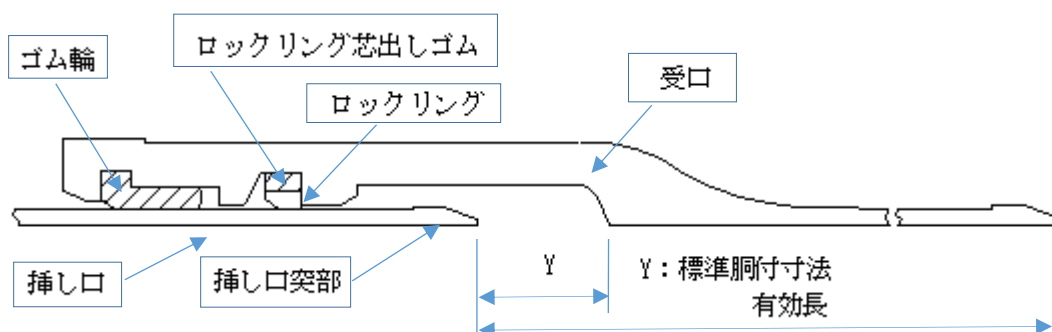 ロックリング芯出しゴム
ゴム輪
受口
ロックリング
挿し口
挿し口突部
Y
Y：標準胴付寸法
有効長